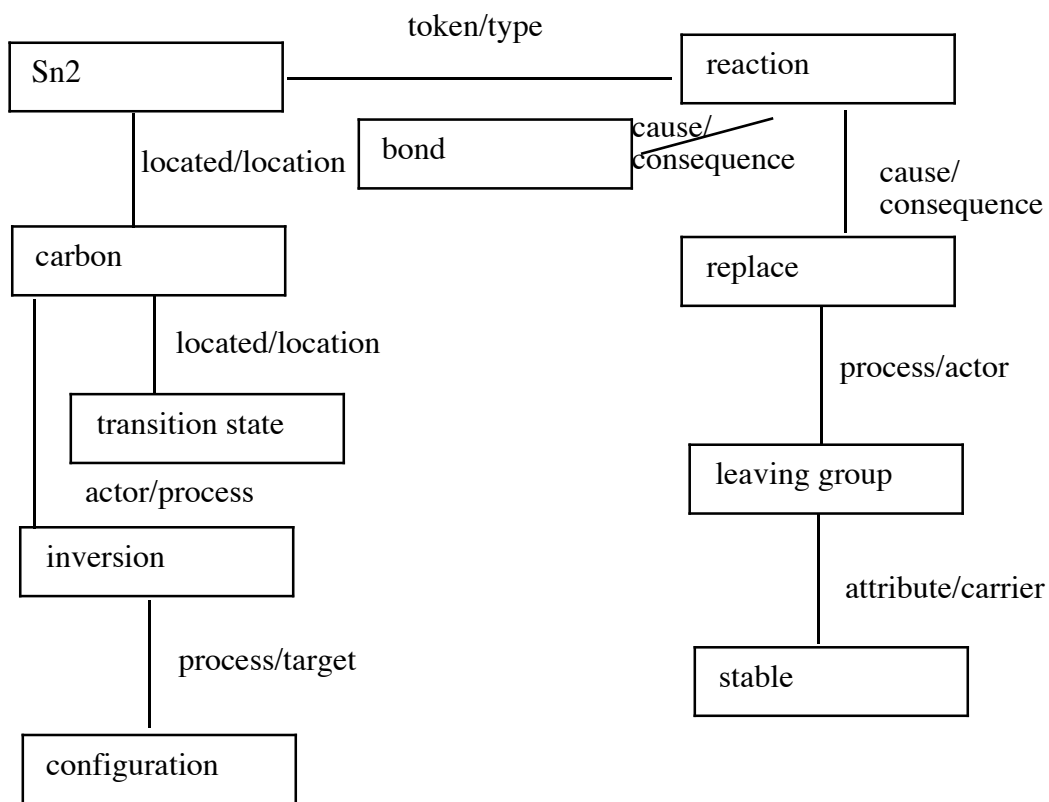 token/type
Sn2
reaction
bond
cause/
consequence
located/location
cause/
consequence
carbon
replace
located/location
process/actor
transition state
leaving group
actor/process
inversion
attribute/carrier
process/target
stable
configuration